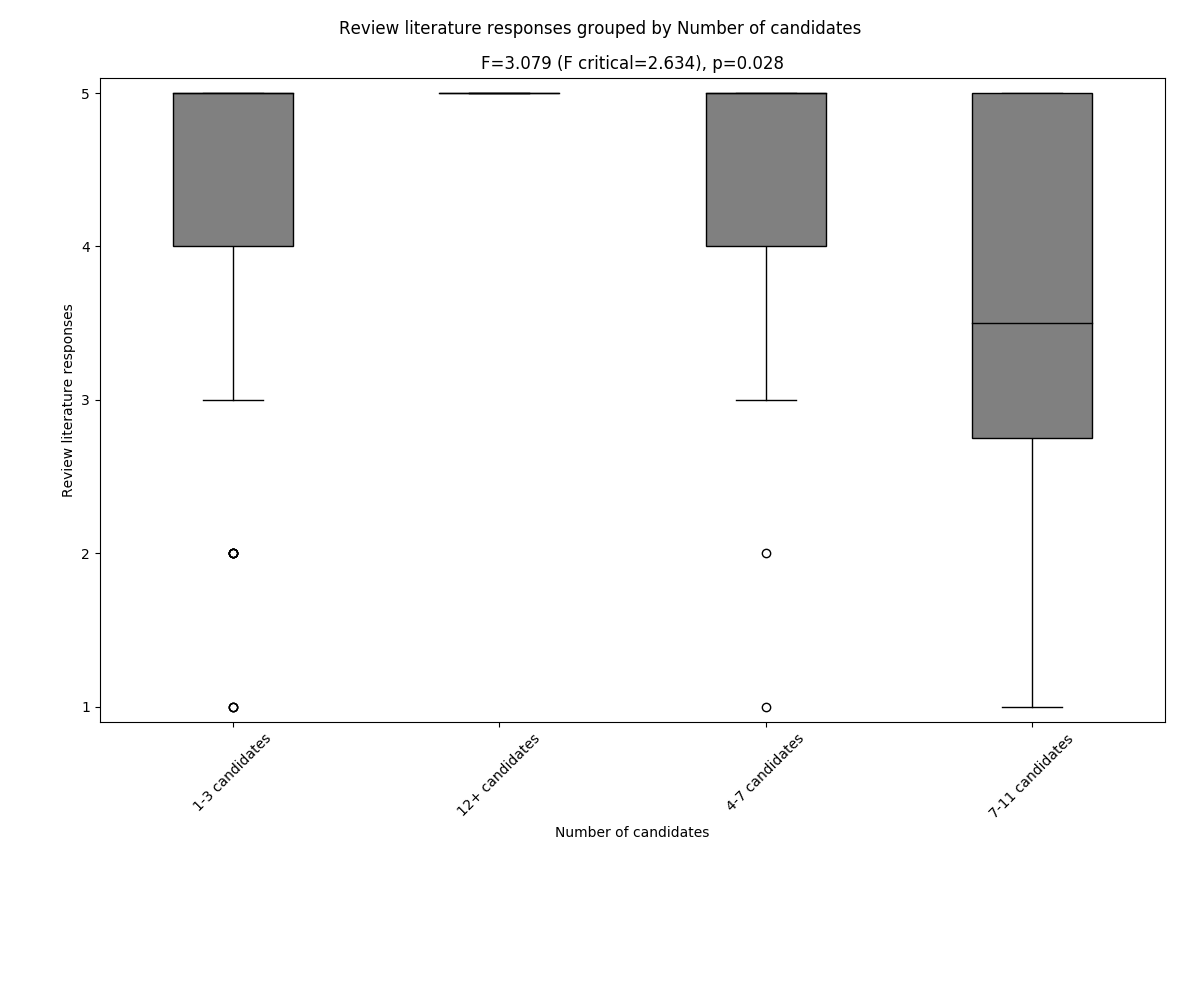 Review literature responses grouped by Number of candidates
F=3.079 (F critical=2.634), p=0.028
Review literature responses
5
4
3
2
1
1-3 candidates
12+ candidates
4-7 candidates
7-11 candidates
Number of candidates